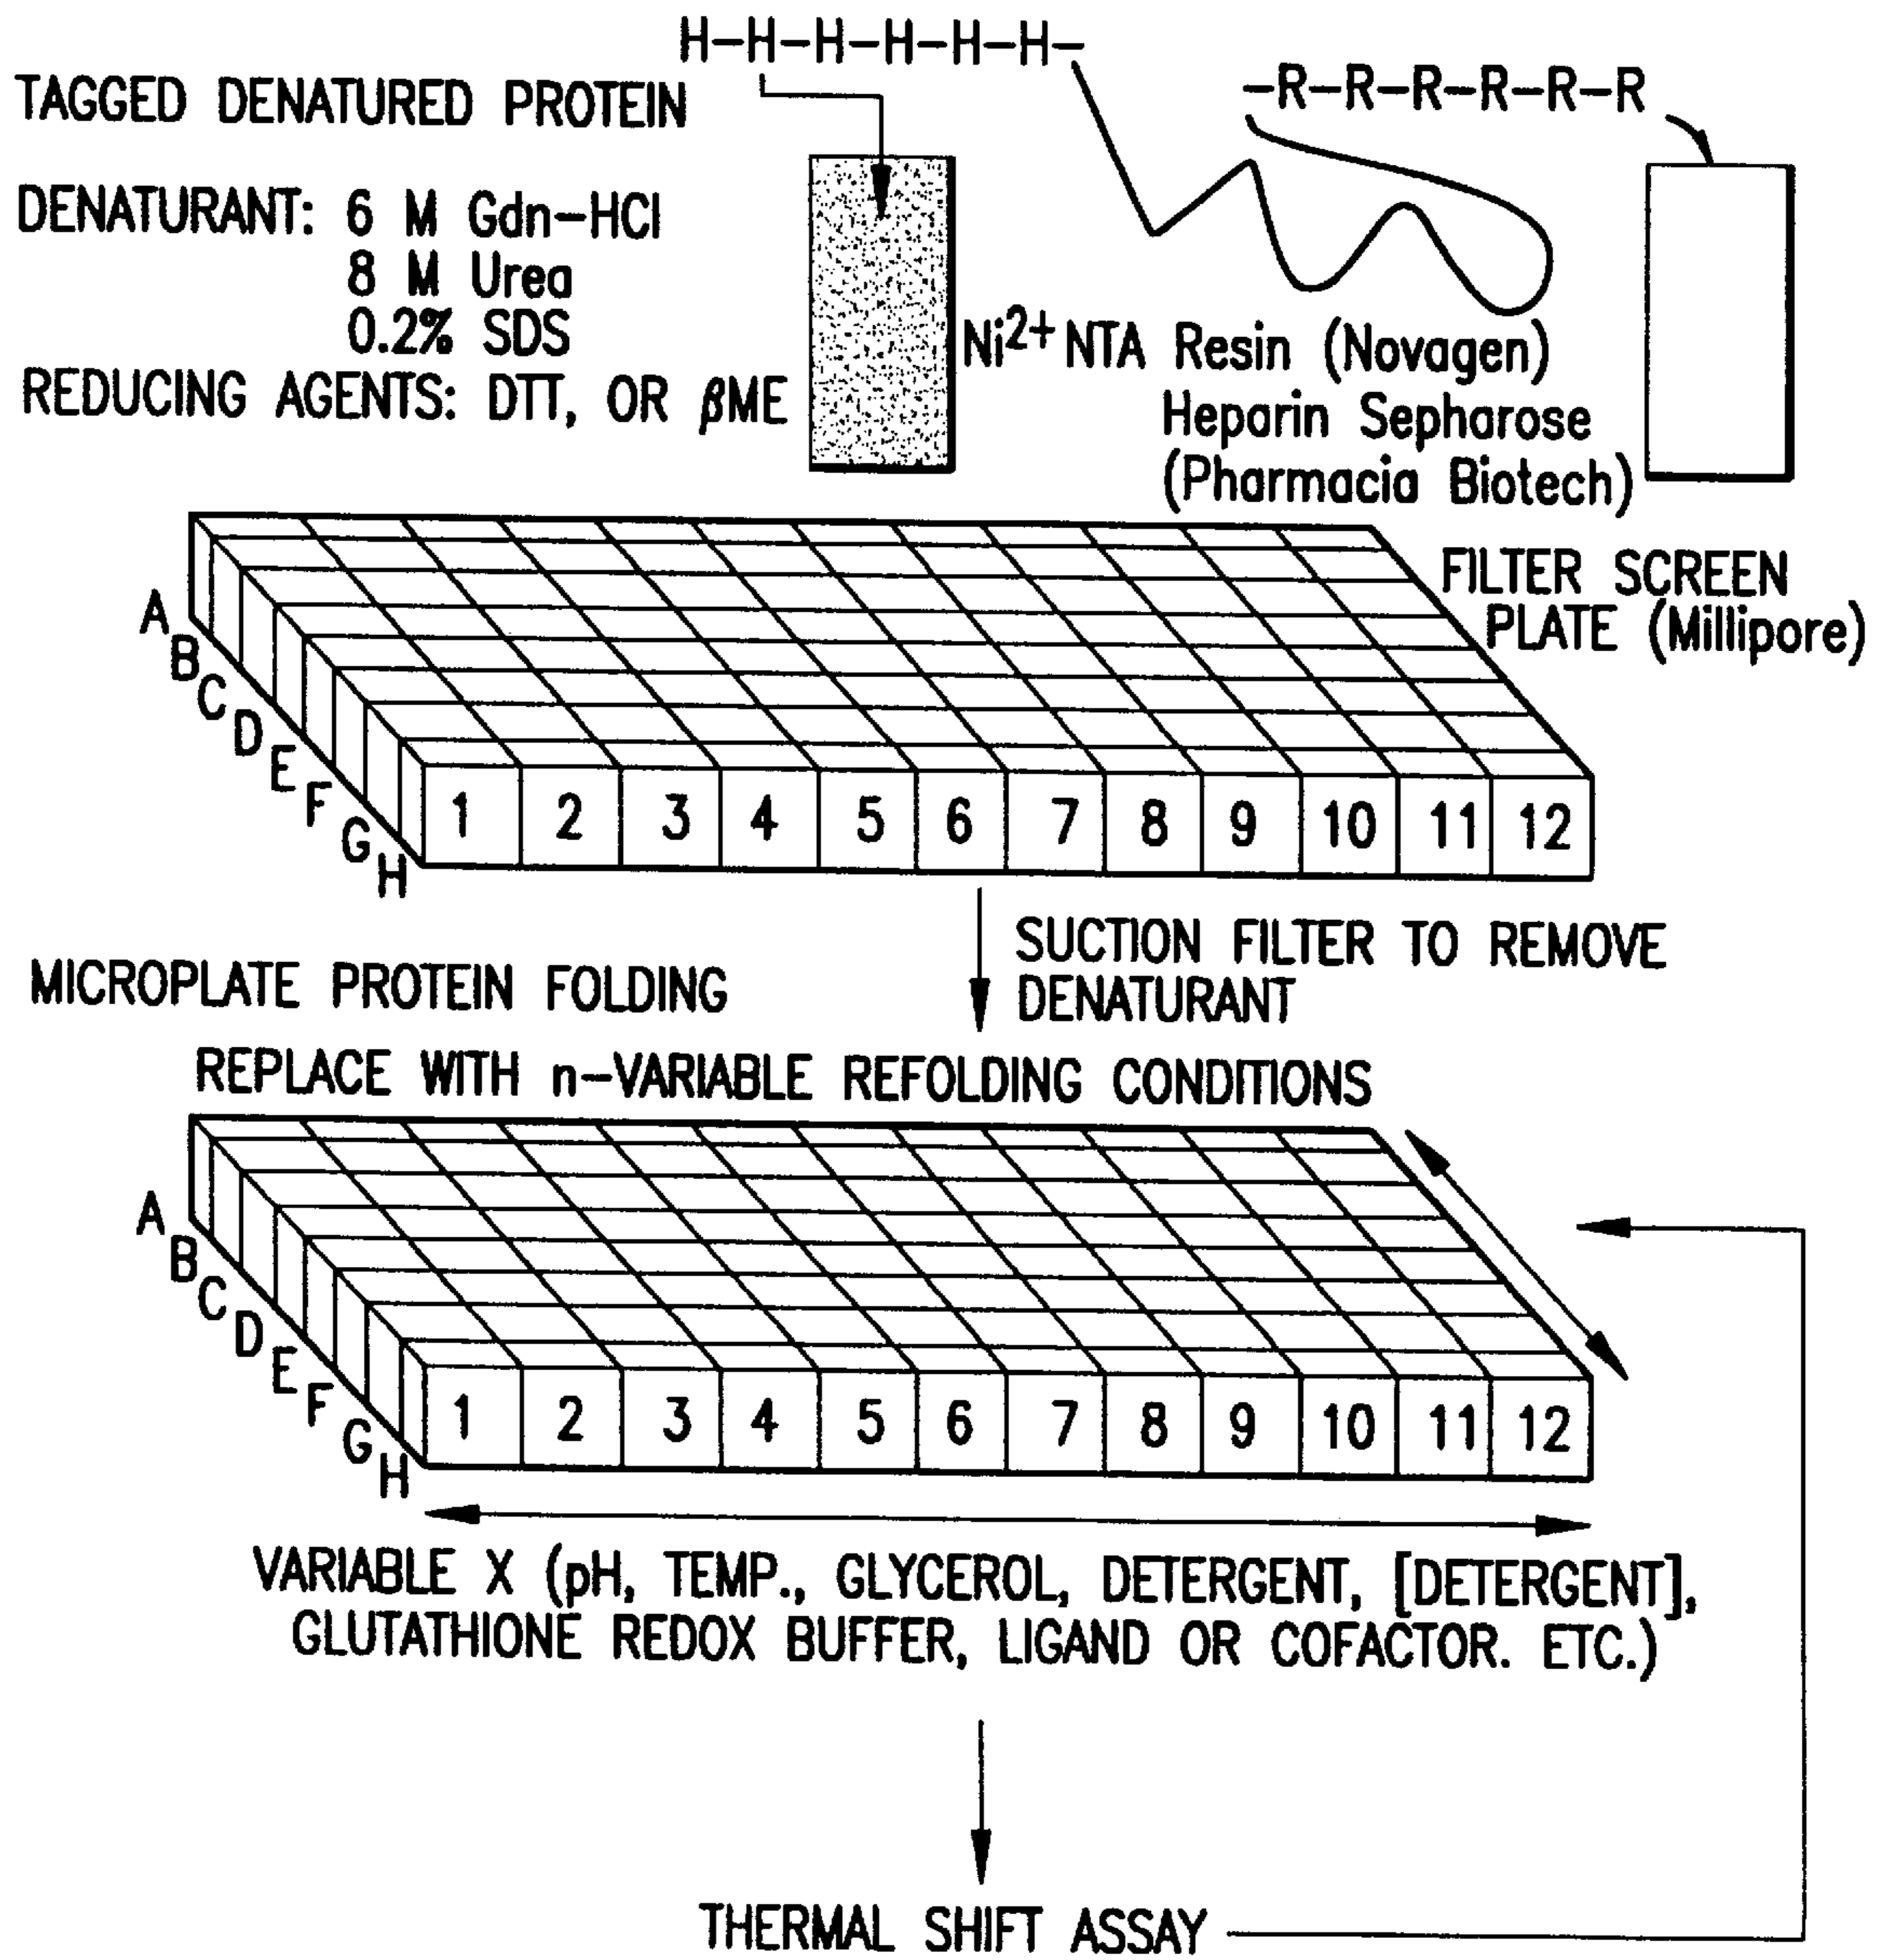 H-H-H-H-H-H-
-R-R-R-R-R-R
TAGGED DENATURED PROTEIN
DENATURANT: 6 M Gdn-HCl
8 M Urea
0.2% SDS
REDUCING AGENTS: DTT, OR βME
Ni²⁺ NTA Resin (Novagen)
Heparin Sepharose
(Pharmacia Biotech)
FILTER SCREEN
PLATE (Millipore)
A
B
C
D
E
F
G
H
1 2 3 4 5 6 7 8 9 10 11 12
SUCTION FILTER TO REMOVE
DENATURANT
MICROPLATE PROTEIN FOLDING
REPLACE WITH n-VARIABLE REFOLDING CONDITIONS
A
B
C
D
E
F
G
H
1 2 3 4 5 6 7 8 9 10 11 12
VARIABLE X (pH, TEMP., GLYCEROL, DETERGENT, [DETERGENT],
GLUTATHIONE REDOX BUFFER, LIGAND OR COFACTOR. ETC.)
THERMAL SHIFT ASSAY